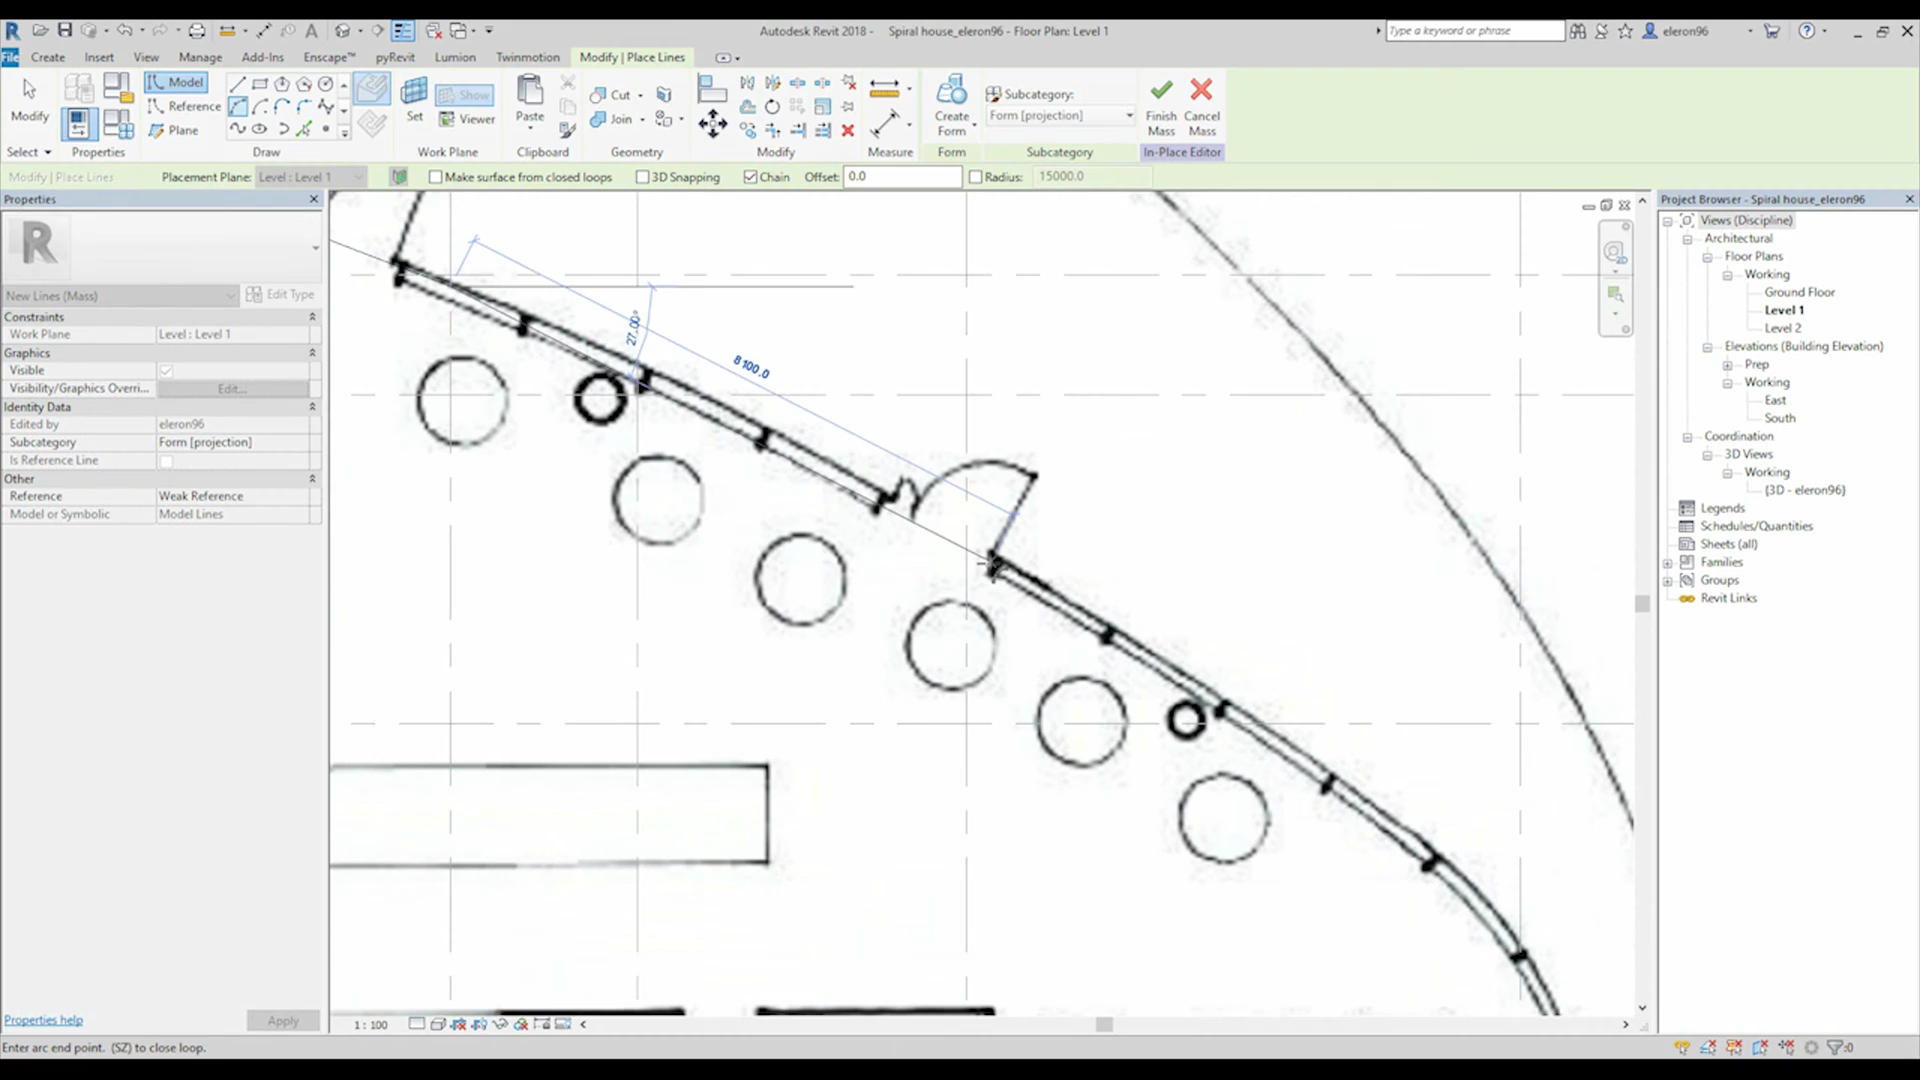 Autodesk Revit 2018 - Spiral house_eleron96 - Floor Plan: Level 1
Type a keyword or phrase
eleron96
File
Create
Insert
View
Manage
Add-Ins
Enscape™
pyRevit
Lumion
Twinmotion
Modify | Place Lines
Modify
Model
Reference
Plane
Set
Show
Viewer
Paste
Cut
Join
Create
Form
Subcategory:
Form [projection]
Finish
Mass
Cancel
Mass
Select
Properties
Draw
Work Plane
Clipboard
Geometry
Modify
Measure
Form
Subcategory
In-Place Editor
Modify | Place Lines
Placement Plane:
Level : Level 1
Make surface from closed loops
3D Snapping
Chain
Offset:
0.0
Radius:
15000.0
Properties
New Lines (Mass)
Edit Type
Constraints
Work Plane
Level : Level 1
Graphics
Visible
Visibility/Graphics Overri...
Edit...
Identity Data
Edited by
eleron96
Subcategory
Form [projection]
Is Reference Line
Other
Reference
Weak Reference
Model or Symbolic
Model Lines
Properties help
Apply
27.00°
8100.0
Project Browser - Spiral house_eleron96
Views (Discipline)
Architectural
Floor Plans
Working
Ground Floor
Level 1
Level 2
Elevations (Building Elevation)
Prep
Working
East
South
Coordination
3D Views
Working
{3D - eleron96}
Legends
Schedules/Quantities
Sheets (all)
Families
Groups
Revit Links
1 : 100
Enter arc end point. (SZ) to close loop.
:0